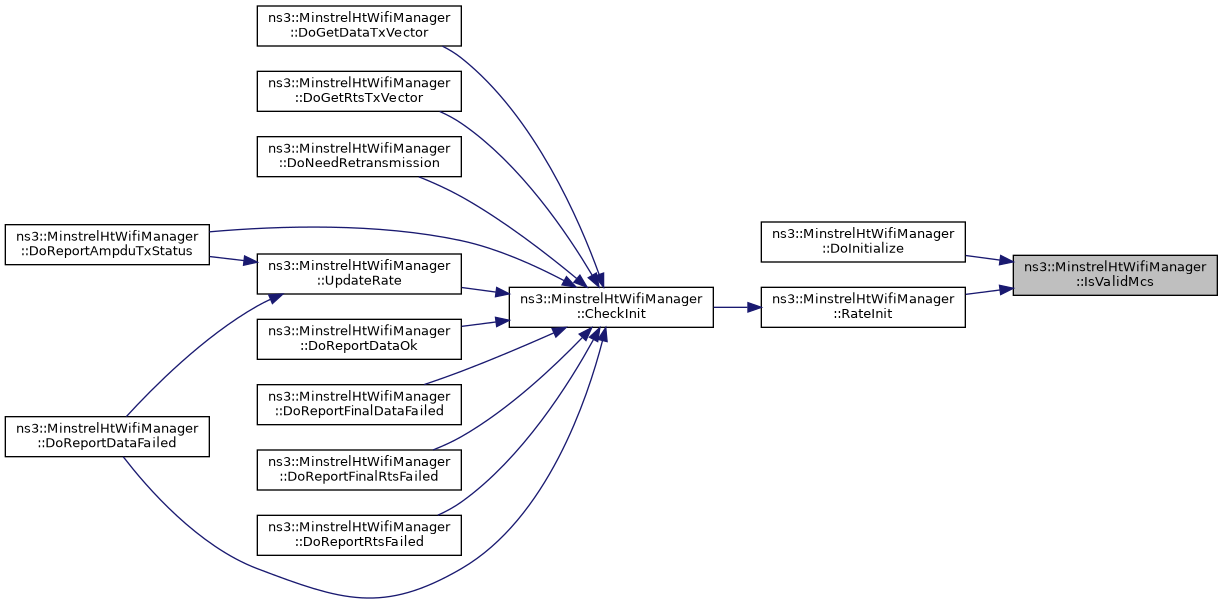 ns3::MinstrelHtWifiManager
::DoGetDataTxVector
ns3::MinstrelHtWifiManager
::DoGetRtsTxVector
ns3::MinstrelHtWifiManager
::DoNeedRetransmission
ns3::MinstrelHtWifiManager
::DoReportAmpduTxStatus
ns3::MinstrelHtWifiManager
::UpdateRate
ns3::MinstrelHtWifiManager
::DoReportDataOk
ns3::MinstrelHtWifiManager
::DoReportFinalDataFailed
ns3::MinstrelHtWifiManager
::DoReportDataFailed
ns3::MinstrelHtWifiManager
::DoReportFinalRtsFailed
ns3::MinstrelHtWifiManager
::DoReportRtsFailed
ns3::MinstrelHtWifiManager
::CheckInit
ns3::MinstrelHtWifiManager
::DoInitialize
ns3::MinstrelHtWifiManager
::RateInit
ns3::MinstrelHtWifiManager
::IsValidMcs